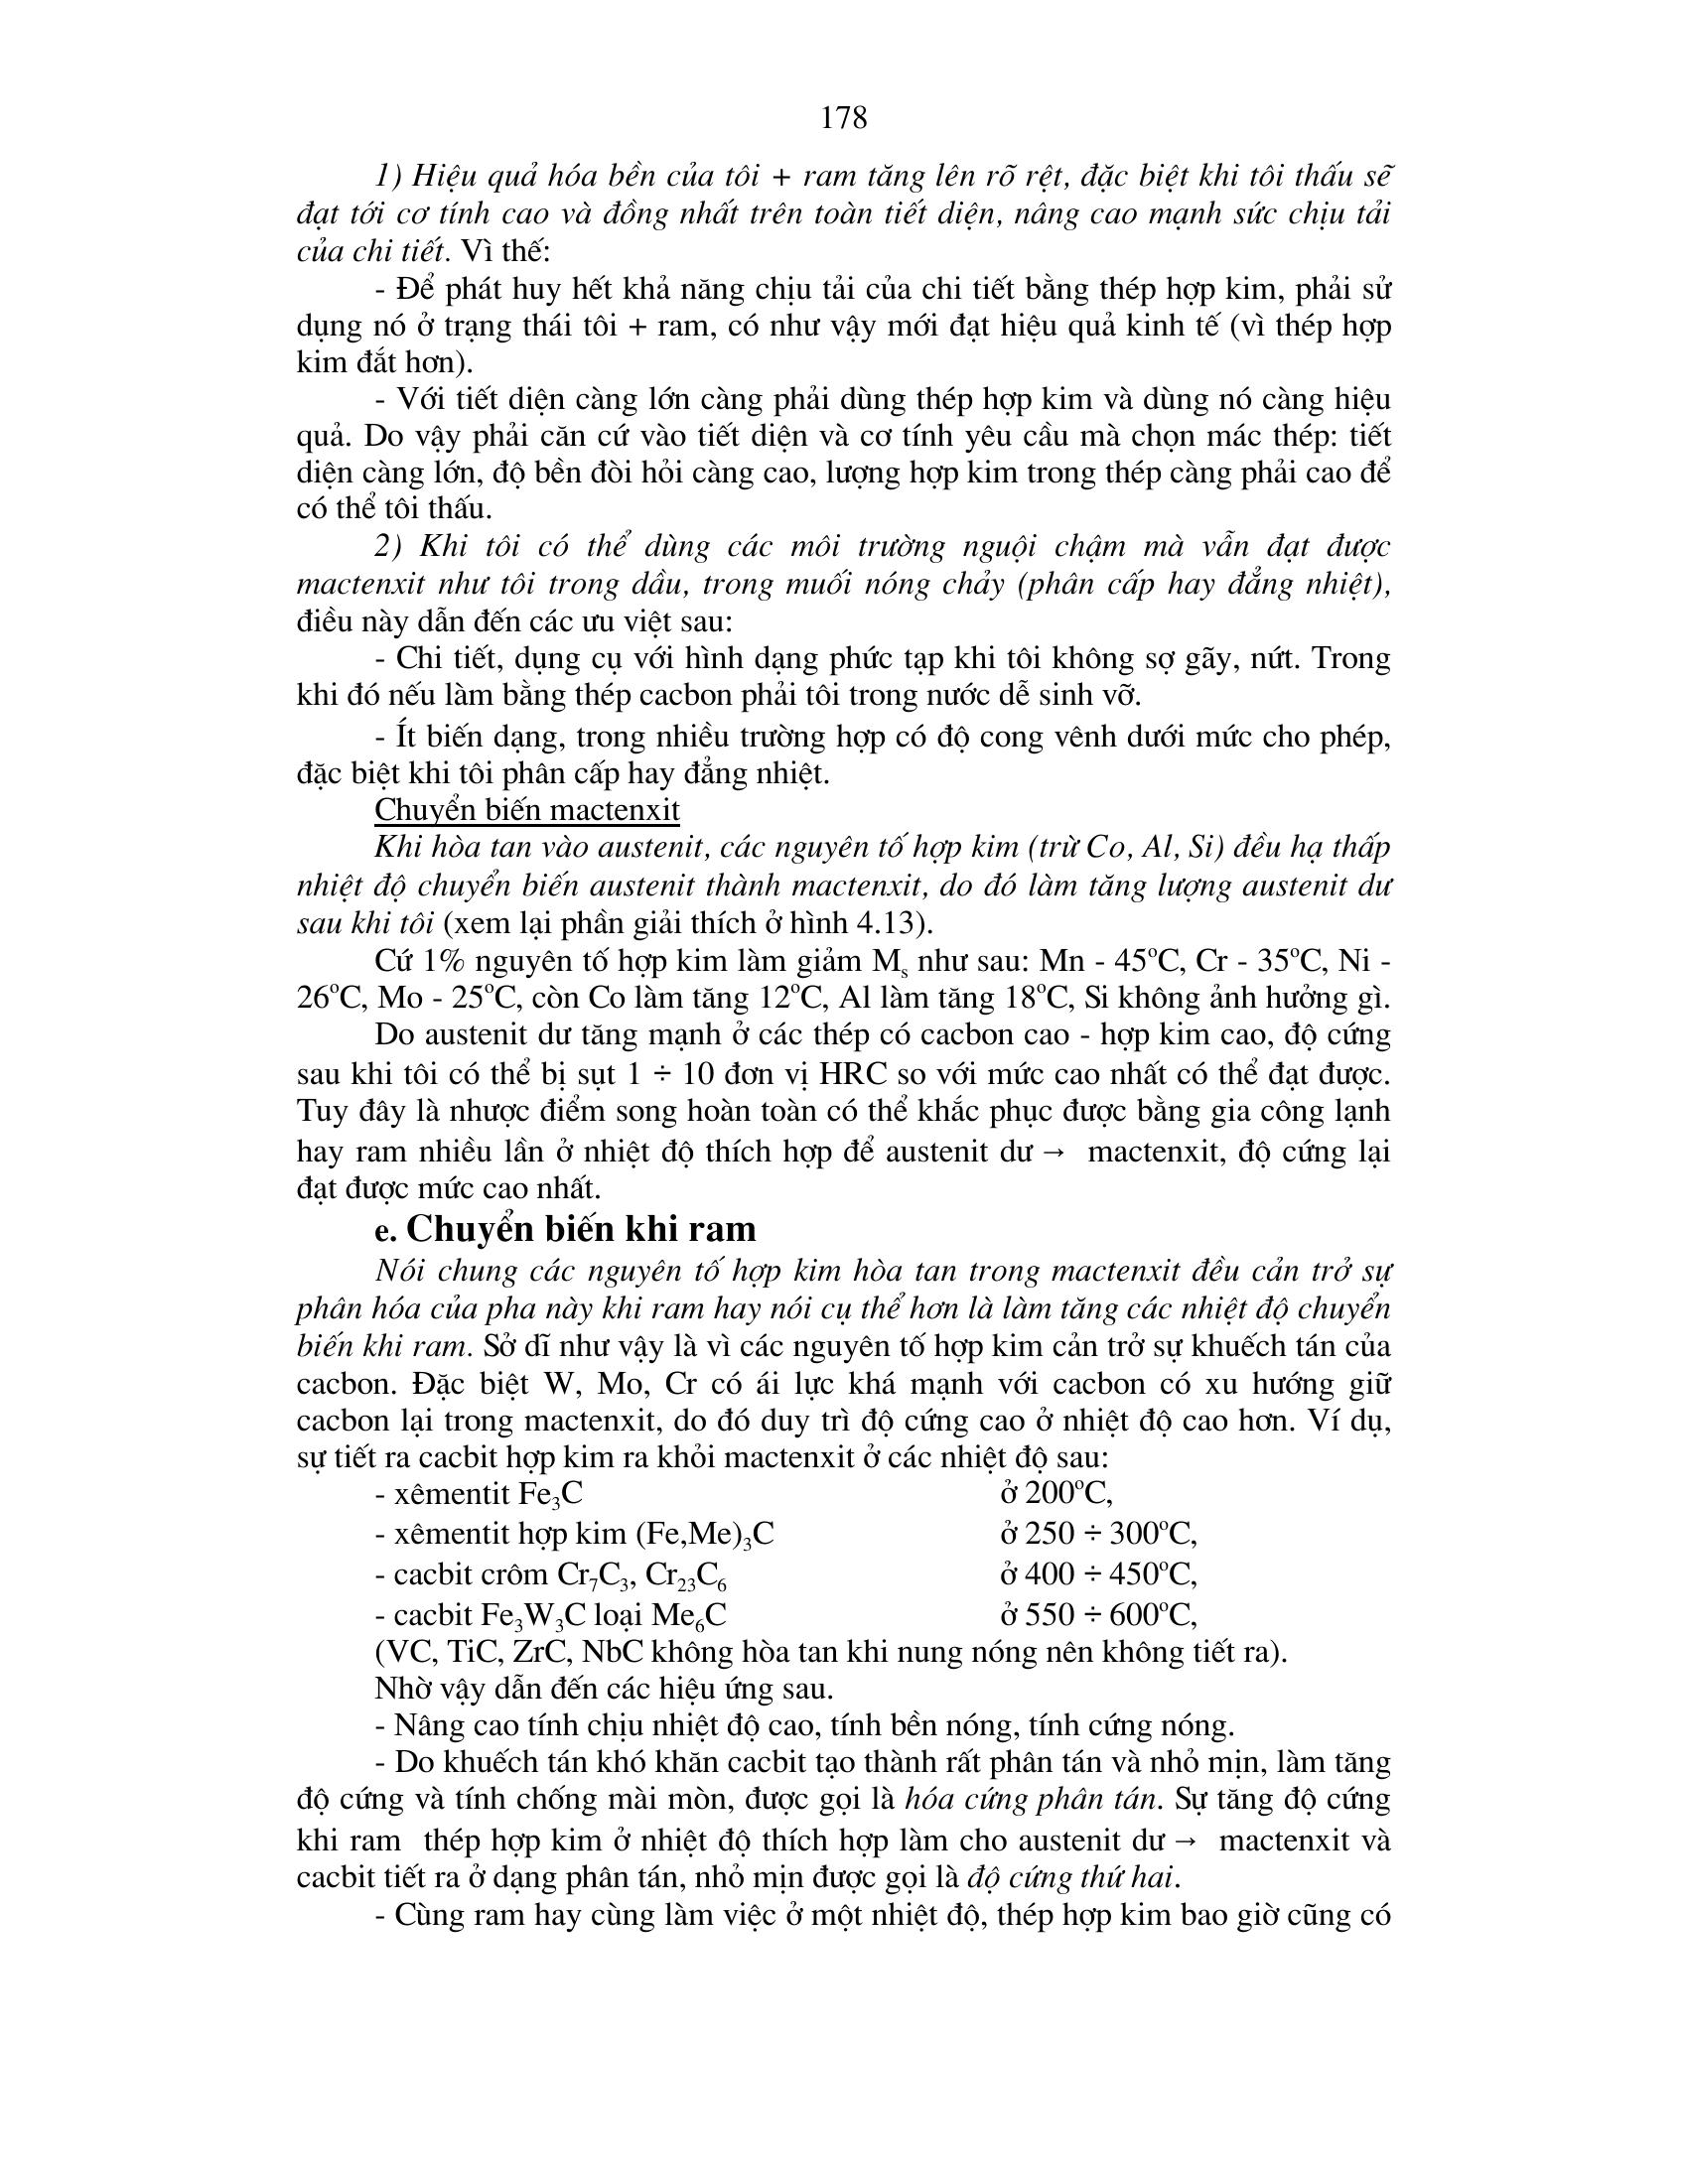 178
1) Hiệu quả hóa bền của tôi + ram tăng lên rõ rệt, đặc biệt khi tôi thấu sẽ
đạt tới cơ tính cao và đồng nhất trên toàn tiết diện, nâng cao mạnh sức chịu tải
của chi tiết. Vì thế:
- Để phát huy hết khả năng chịu tải của chi tiết bằng thép hợp kim, phải sử
dụng nó ở trạng thái tôi + ram, có như vậy mới đạt hiệu quả kinh tế (vì thép hợp
kim đắt hơn).
- Với tiết diện càng lớn càng phải dùng thép hợp kim và dùng nó càng hiệu
quả. Do vậy phải căn cứ vào tiết diện và cơ tính yêu cầu mà chọn mác thép: tiết
diện càng lớn, độ bền đòi hỏi càng cao, lượng hợp kim trong thép càng phải cao để
có thể tôi thấu.
2) Khi tôi có thể dùng các môi trường nguội chậm mà vẫn đạt được
mactenxit như tôi trong dầu, trong muối nóng chảy (phân cấp hay đẳng nhiệt),
điều này dẫn đến các ưu việt sau:
- Chi tiết, dụng cụ với hình dạng phức tạp khi tôi không sợ gãy, nứt. Trong
khi đó nếu làm bằng thép cacbon phải tôi trong nước dễ sinh vỡ.
- Ít biến dạng, trong nhiều trường hợp có độ cong vênh dưới mức cho phép,
đặc biệt khi tôi phân cấp hay đẳng nhiệt.
Chuyển biến mactenxit
Khi hòa tan vào austenit, các nguyên tố hợp kim (trừ Co, Al, Si) đều hạ thấp
nhiệt độ chuyển biến austenit thành mactenxit, do đó làm tăng lượng austenit dư
sau khi tôi (xem lại phần giải thích ở hình 4.13).
Cứ 1% nguyên tố hợp kim làm giảm Mₛ như sau: Mn - 45ºC, Cr - 35ºC, Ni -
26ºC, Mo - 25ºC, còn Co làm tăng 12ºC, Al làm tăng 18ºC, Si không ảnh hưởng gì.
Do austenit dư tăng mạnh ở các thép có cacbon cao - hợp kim cao, độ cứng
sau khi tôi có thể bị sụt 1 ÷ 10 đơn vị HRC so với mức cao nhất có thể đạt được.
Tuy đây là nhược điểm song hoàn toàn có thể khắc phục được bằng gia công lạnh
hay ram nhiều lần ở nhiệt độ thích hợp để austenit dư → mactenxit, độ cứng lại
đạt được mức cao nhất.
e. Chuyển biến khi ram
Nói chung các nguyên tố hợp kim hòa tan trong mactenxit đều cản trở sự
phân hóa của pha này khi ram hay nói cụ thể hơn là làm tăng các nhiệt độ chuyển
biến khi ram. Sở dĩ như vậy là vì các nguyên tố hợp kim cản trở sự khuếch tán của
cacbon. Đặc biệt W, Mo, Cr có ái lực khá mạnh với cacbon có xu hướng giữ
cacbon lại trong mactenxit, do đó duy trì độ cứng cao ở nhiệt độ cao hơn. Ví dụ,
sự tiết ra cacbit hợp kim ra khỏi mactenxit ở các nhiệt độ sau:
- xêmentit Fe₃C ở 200ºC,
- xêmentit hợp kim (Fe,Me)₃C ở 250 ÷ 300ºC,
- cacbit crôm Cr₇C₃, Cr₂₃C₆ ở 400 ÷ 450ºC,
- cacbit Fe₃W₃C loại Me₆C ở 550 ÷ 600ºC,
(VC, TiC, ZrC, NbC không hòa tan khi nung nóng nên không tiết ra).
Nhờ vậy dẫn đến các hiệu ứng sau.
- Nâng cao tính chịu nhiệt độ cao, tính bền nóng, tính cứng nóng.
- Do khuếch tán khó khăn cacbit tạo thành rất phân tán và nhỏ mịn, làm tăng
độ cứng và tính chống mài mòn, được gọi là hóa cứng phân tán. Sự tăng độ cứng
khi ram thép hợp kim ở nhiệt độ thích hợp làm cho austenit dư → mactenxit và
cacbit tiết ra ở dạng phân tán, nhỏ mịn được gọi là độ cứng thứ hai.
- Cùng ram hay cùng làm việc ở một nhiệt độ, thép hợp kim bao giờ cũng có